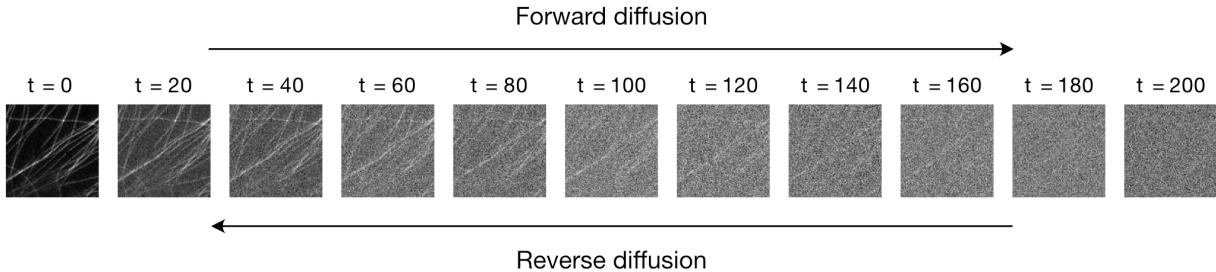 Forward diffusion
t = 0 t = 20 t = 40 t = 60 t = 80 t = 100 t = 120 t = 140 t = 160 t = 180 t = 200
Reverse diffusion